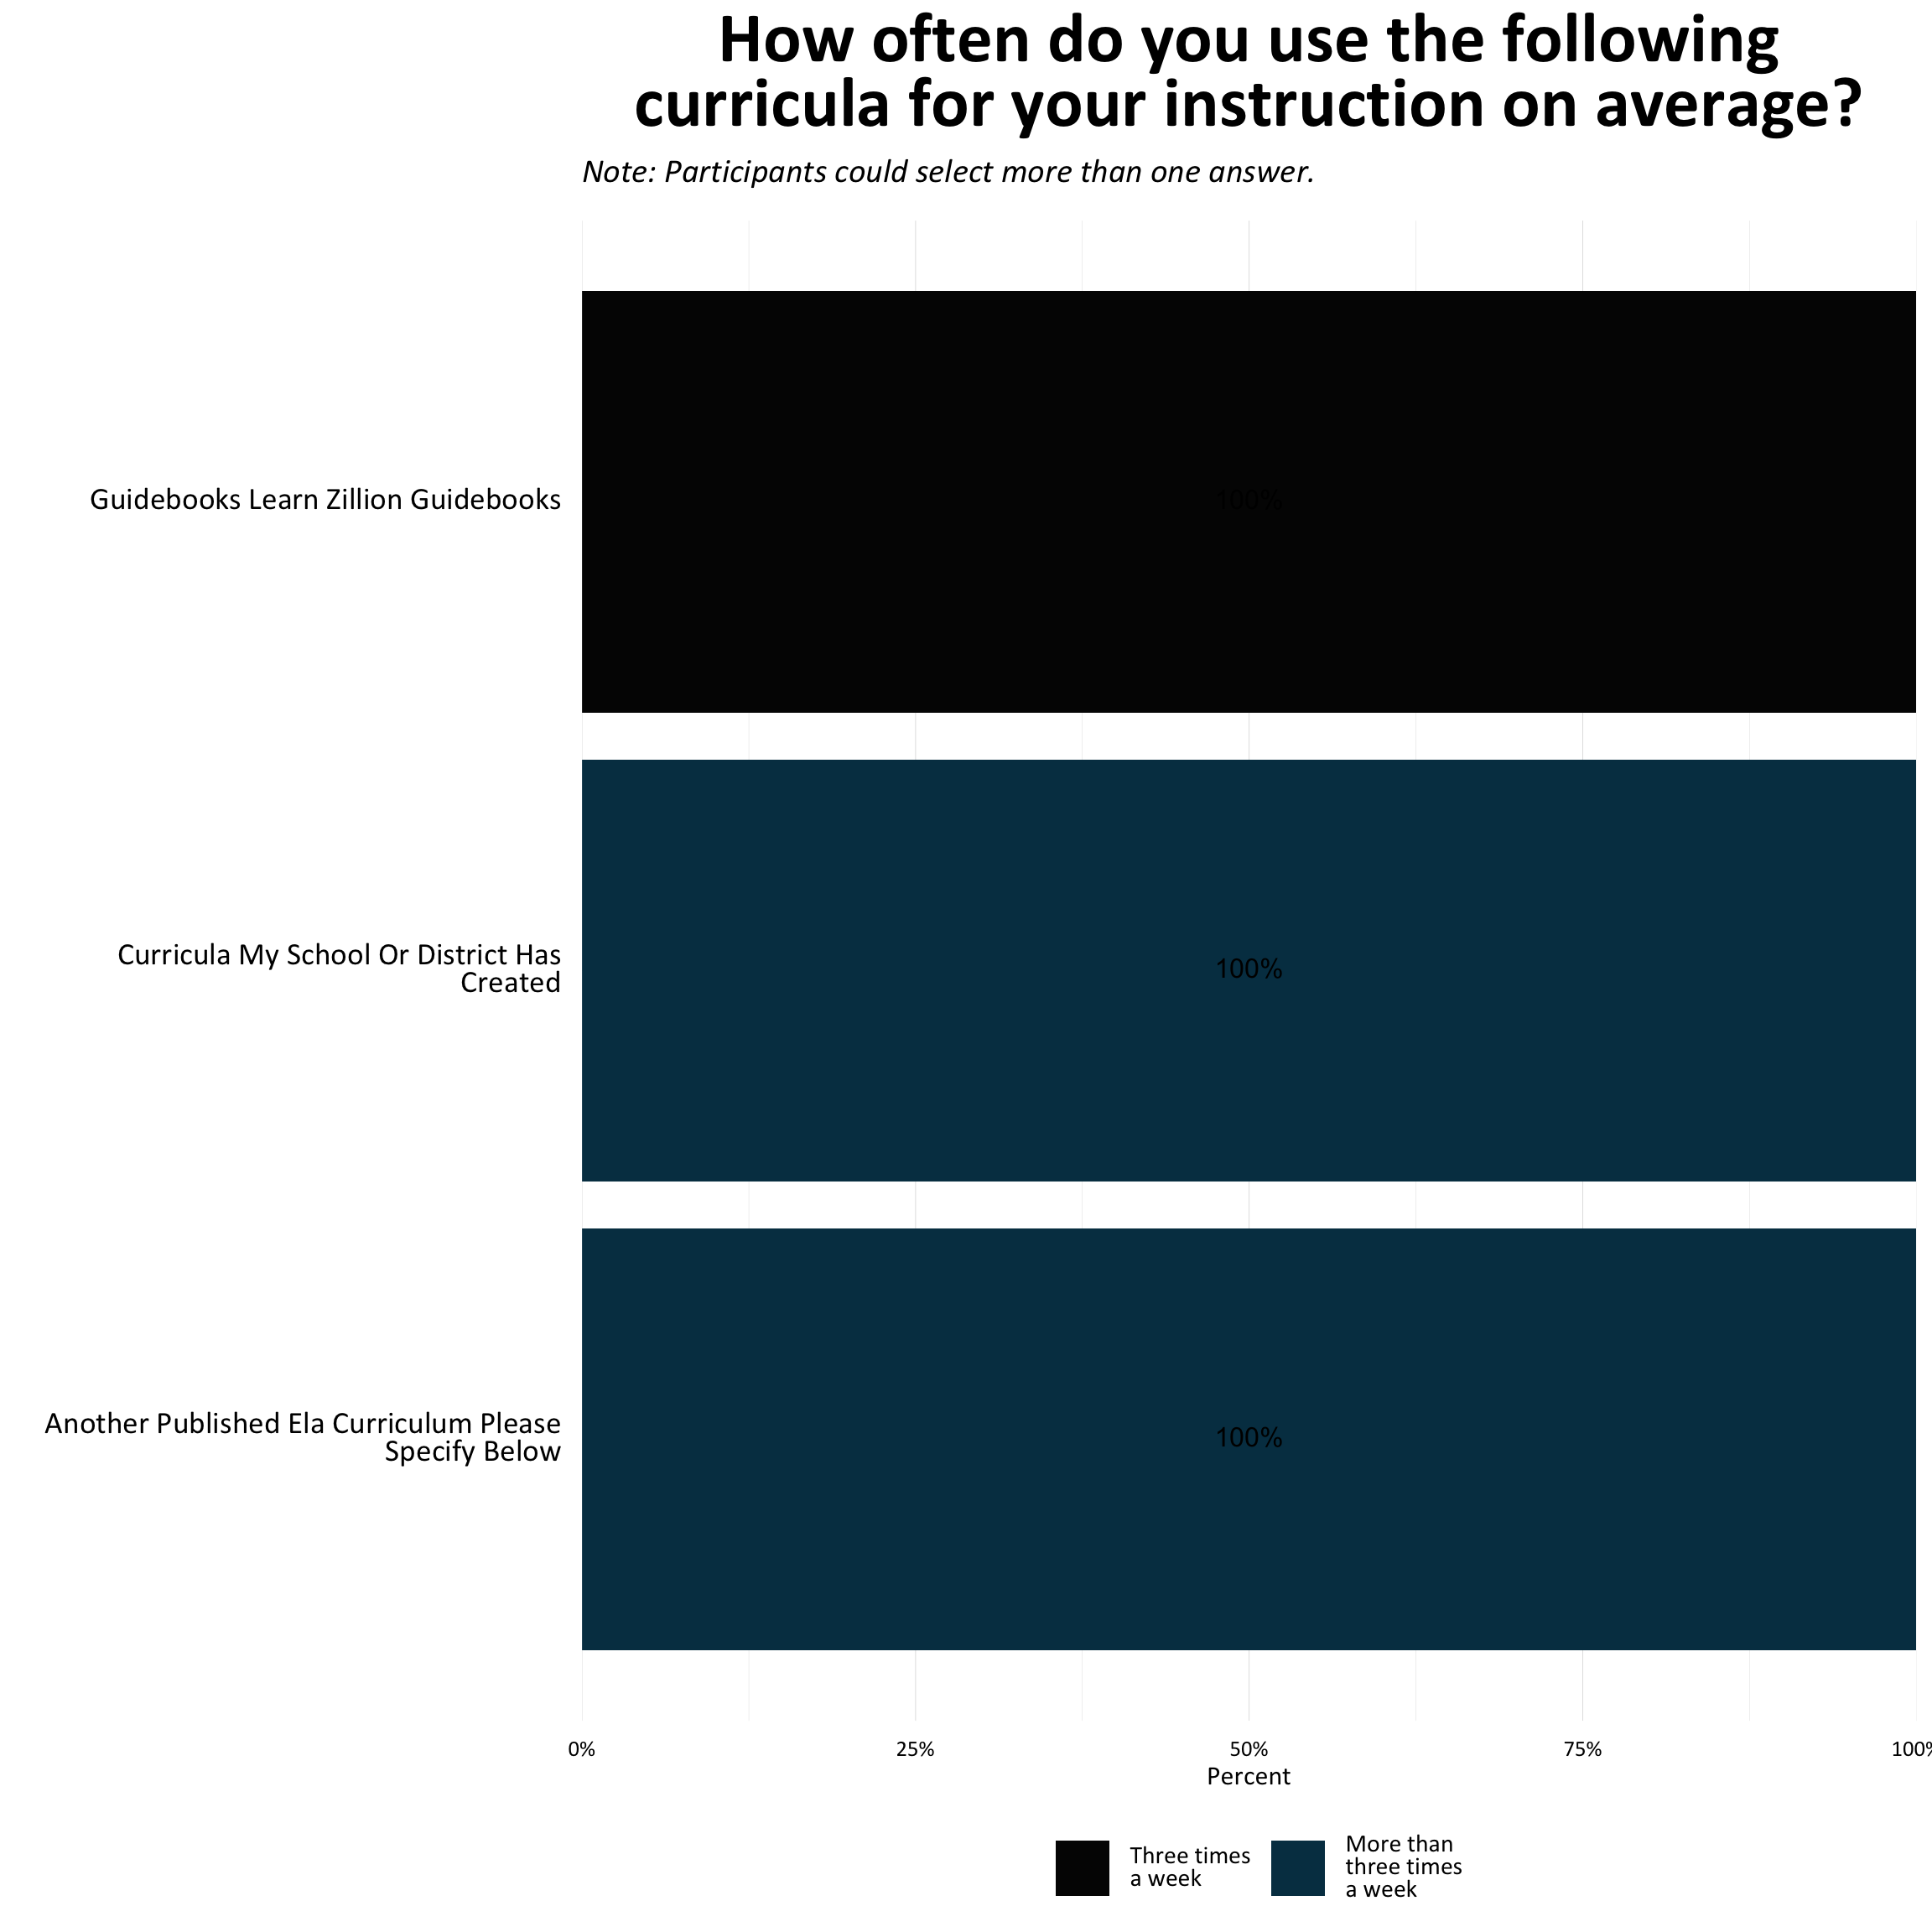 How often do you use the following
curricula for your instruction on average?
Note: Participants could select more than one answer.
Guidebooks Learn Zillion Guidebooks
100%
Curricula My School Or District Has
Created
100%
Another Published Ela Curriculum Please
Specify Below
100%
0% 25% 50% 75% 100%
Percent
Three times
a week
More than
three times
a week